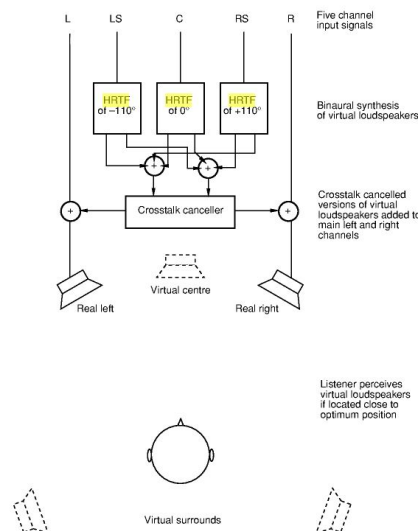 L LS C RS R
Five channel
input signals
HRTF
of –110°
HRTF
of 0°
HRTF
of +110°
Binaural synthesis
of virtual loudspeakers
+ +
Crosstalk canceller
+ +
Crosstalk cancelled
versions of virtual
loudspeakers added to
main left and right
channels
Virtual centre
Real left
Real right
Listener perceives
virtual loudspeakers
if located close to
optimum position
Virtual surrounds